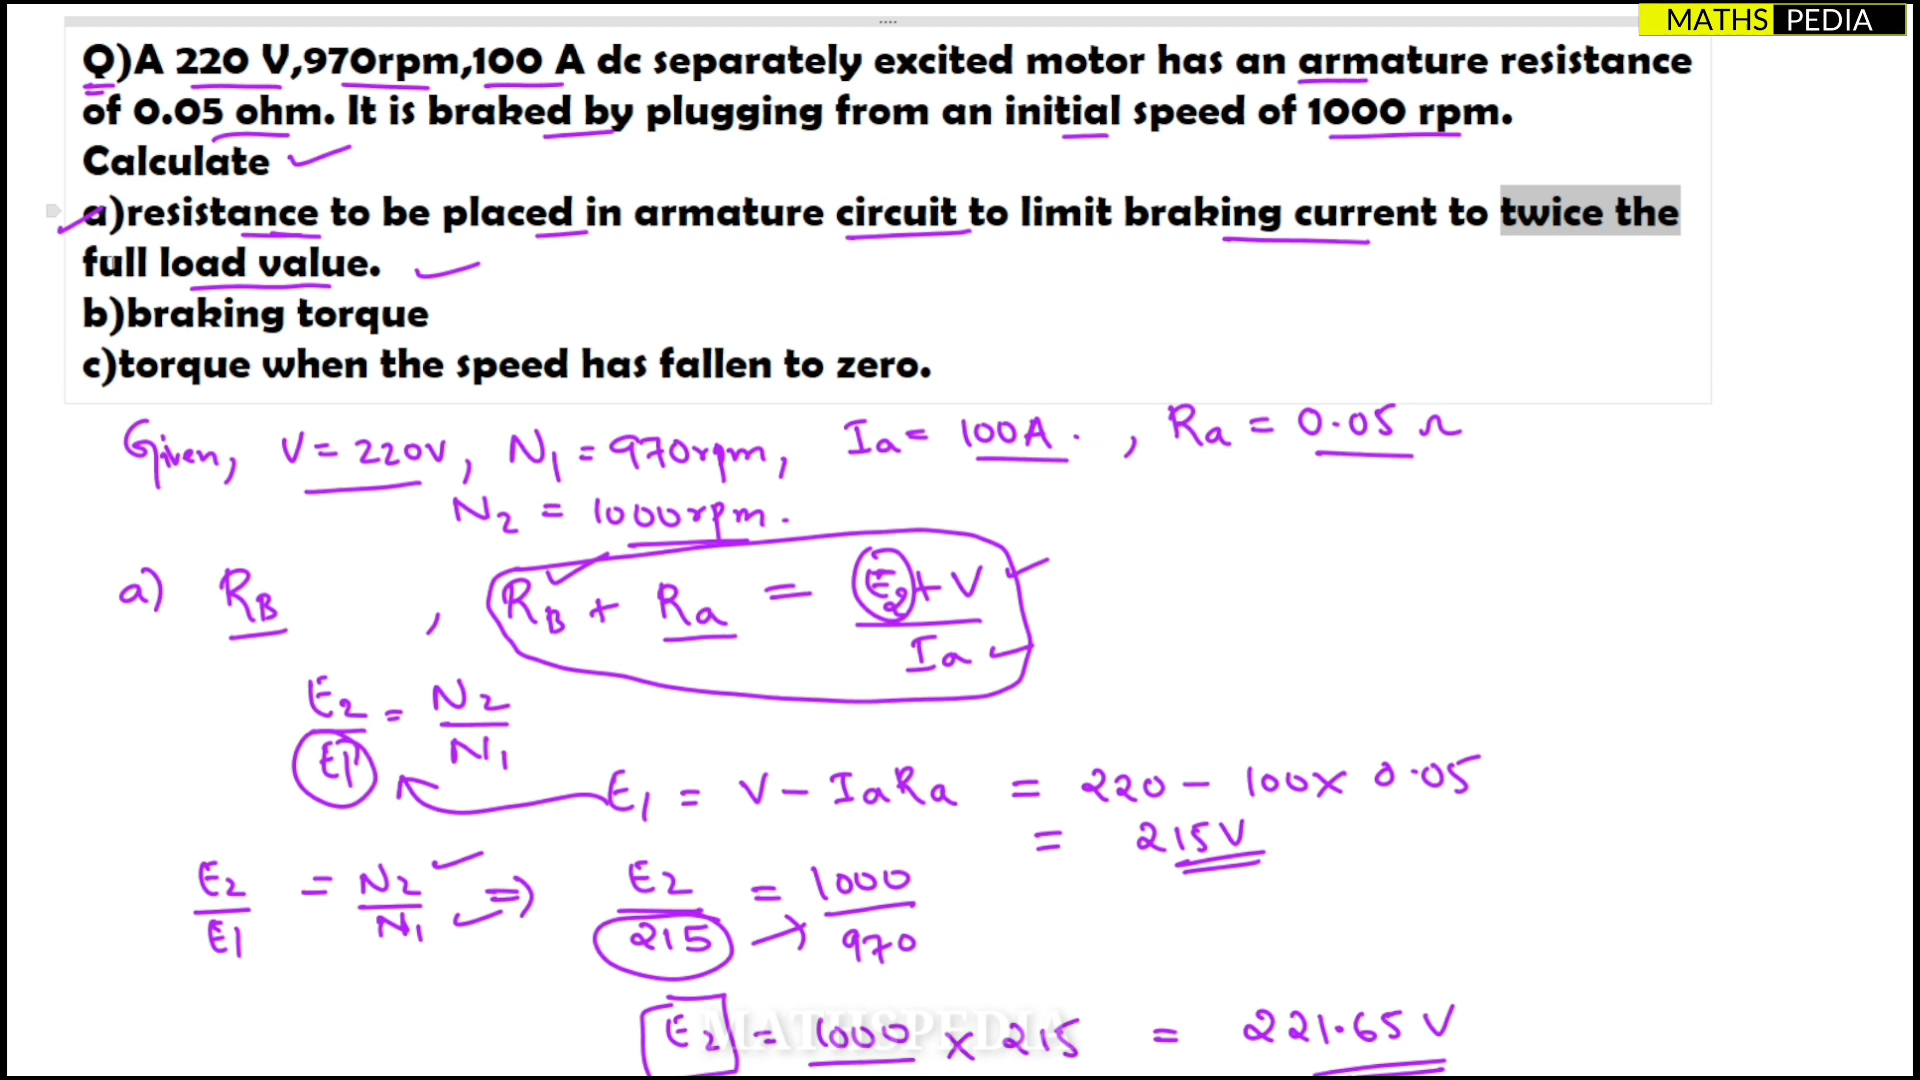 MATHS PEDIA
Q)A 220 V,970rpm,100 A dc separately excited motor has an armature resistance
of 0.05 ohm. It is braked by plugging from an initial speed of 1000 rpm.
Calculate
a)resistance to be placed in armature circuit to limit braking current to twice the
full load value.
b)braking torque
c)torque when the speed has fallen to zero.
Given, V = 220V, N1 = 970rpm, Ia = 100A. , Ra = 0.05 Ω
N2 = 1000rpm.
a) RB , RB + Ra = E2 + V / Ia
E2/E1 = N2/N1
E1 = V - IaRa = 220 - 100 x 0.05
= 215V
E2/E1 = N2/N1 => E2/215 = 1000/970
E2 = 1000 x 215 = 221.65 V
MATHSPEDIA